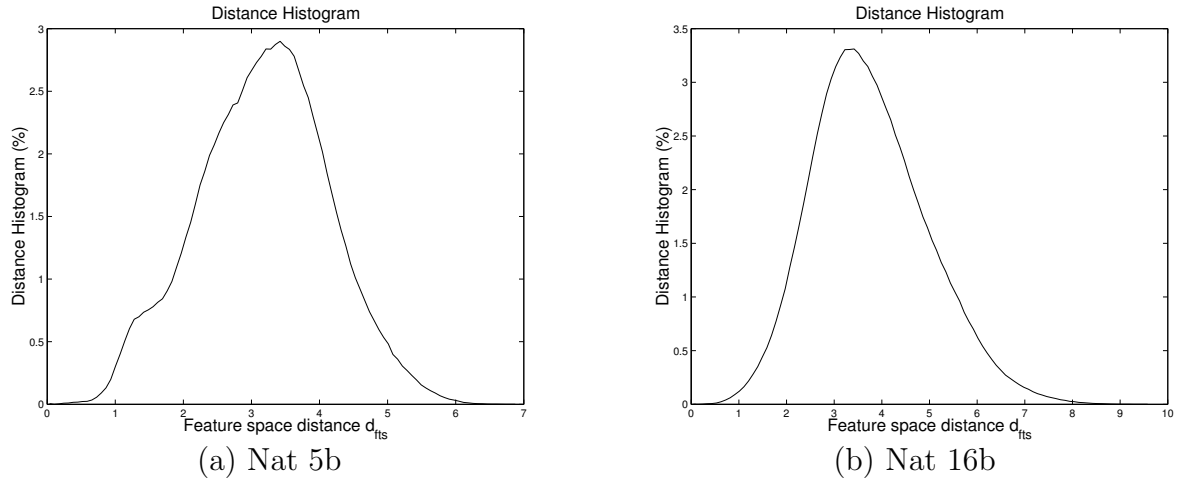 Distance Histogram
3
2.5
2
1.5
1
0.5
0
Distance Histogram (%)
0 1 2 3 4 5 6 7
Feature space distance d_fts
(a) Nat 5b
Distance Histogram
3.5
3
2.5
2
1.5
1
0.5
0
Distance Histogram (%)
0 1 2 3 4 5 6 7 8 9 10
Feature space distance d_fts
(b) Nat 16b